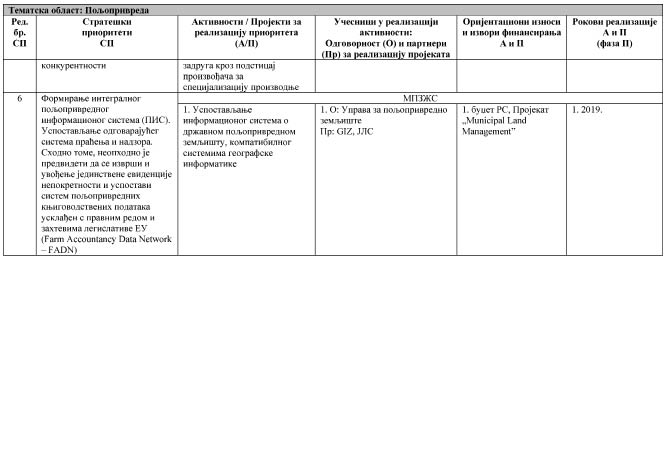 Тематска област: Пољопривреда
Ред. бр. СП
Стратешки приоритети СП
Активности / Пројекти за реализацију приоритета (А/П)
Учесници у реализацији активности: Одговорност (О) и партнери (Пр) за реализацију пројеката
Оријентациони износи и извори финансирања А и П
Рокови реализације А и П (фаза П)
конкурентности
задруга кроз подстицај
произвођача за
специјализацију производње
6
Формирање интегралног
пољопривредног
информационог система (ПИС).
Успостављање одговарајућег
система праћења и надзора.
Сходно томе, неопходно је
предвидети да се изврши и
увођење јединствене евиденције
непокретности и успостави
систем пољопривредних
књиговодствених података
усклађен с правним редом и
захтевима легислативе ЕУ
(Farm Accountancy Data Network
– FADN)
МПЗЖС
1. Успостављање
информационог система о
државном пољопривредном
земљишту, компатибилног
системима географске
информатике
1. О: Управа за пољопривредно
земљиште
Пр: GIZ, ЈЛС
1. буџет РС, Пројекат
„Municipal Land
Management”
1. 2019.